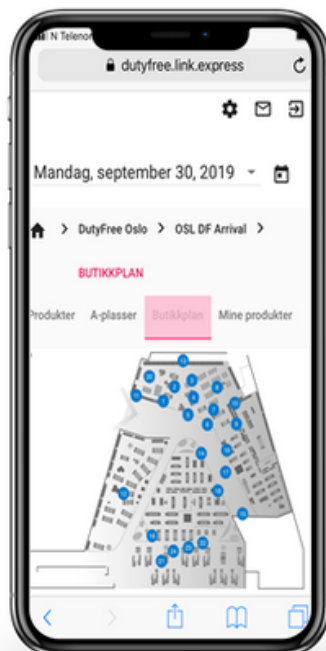 N Telenor
dutyfree.link.express
Mandag, september 30, 2019
DutyFree Oslo > OSL DF Arrival >
BUTIKKPLAN
Produkter A-plasser Butikkplan Mine produkter